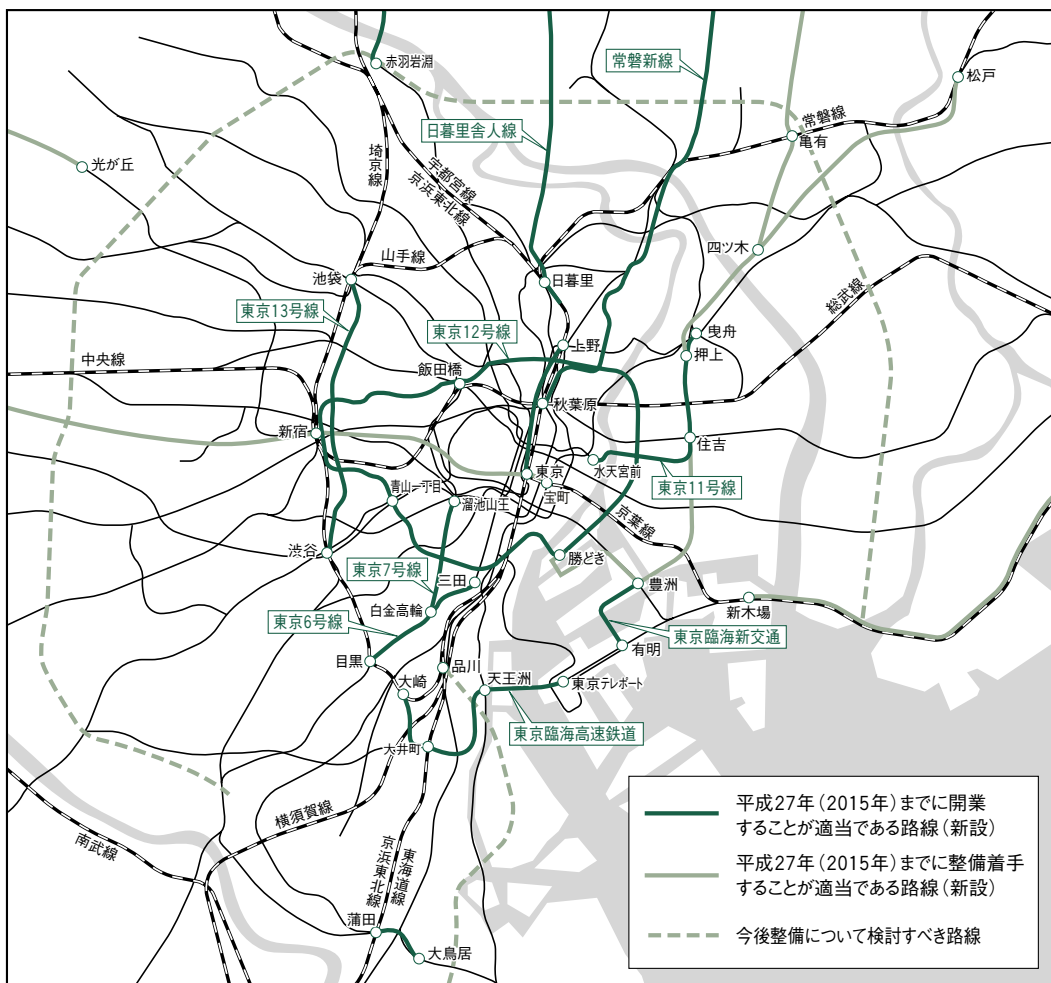 赤羽岩淵
常磐新線
松戸
日暮里舎人線
常磐線
亀有
光が丘
埼京線
宇都宮線
京浜東北線
四ツ木
山手線
池袋
日暮里
総武線
東京13号線
東京12号線
曳舟
上野
押上
中央線
飯田橋
秋葉原
新宿
住吉
東京
水天宮前
青山一丁目
溜池山王
宝町
東京11号線
京葉線
渋谷
勝どき
東京7号線
三田
豊洲
白金高輪
新木場
東京6号線
東京臨海新交通
有明
目黒
品川
大崎
天王洲
東京テレポート
東京臨海高速鉄道
大井町
横須賀線
南武線
京浜東北線
東海道線
蒲田
大鳥居
平成27年(2015年)までに開業
することが適当である路線(新設)
平成27年(2015年)までに整備着手
することが適当である路線(新設)
今後整備について検討すべき路線